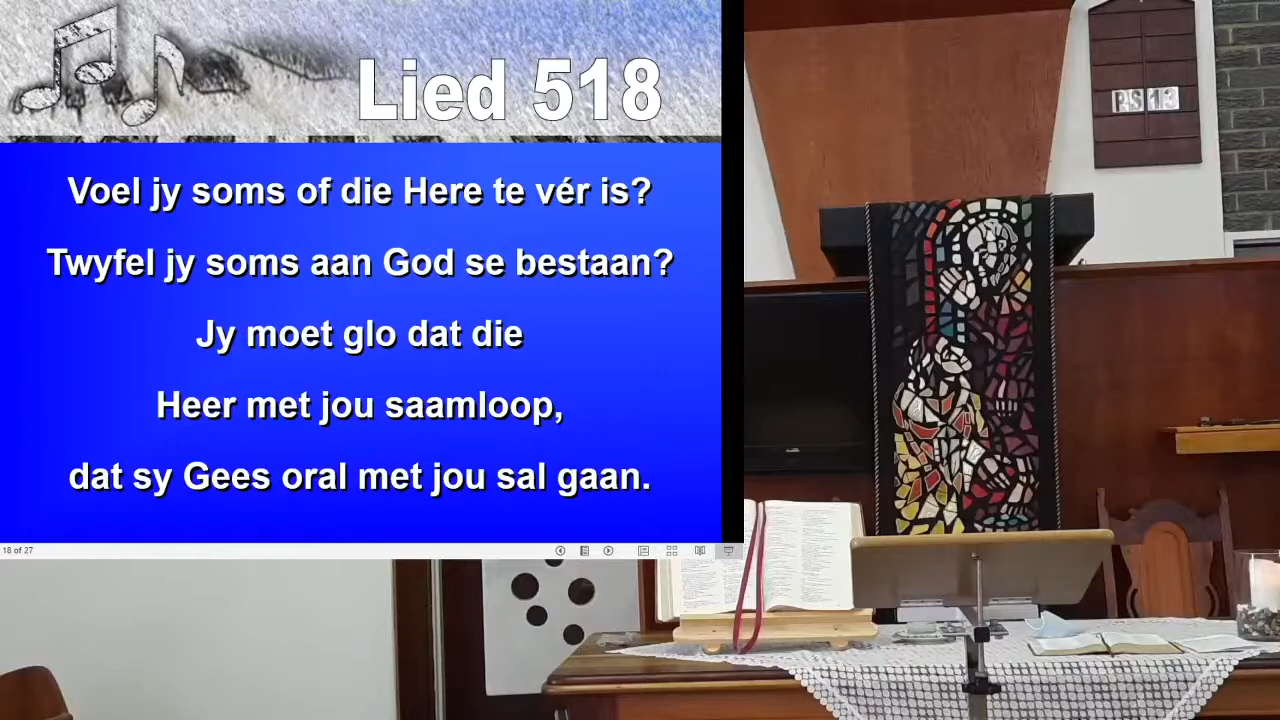 Lied 518
Voel jy soms of die Here te vér is?
Twyfel jy soms aan God se bestaan?
Jy moet glo dat die
Heer met jou saamloop,
dat sy Gees oral met jou sal gaan.
18 of 27
PS 13